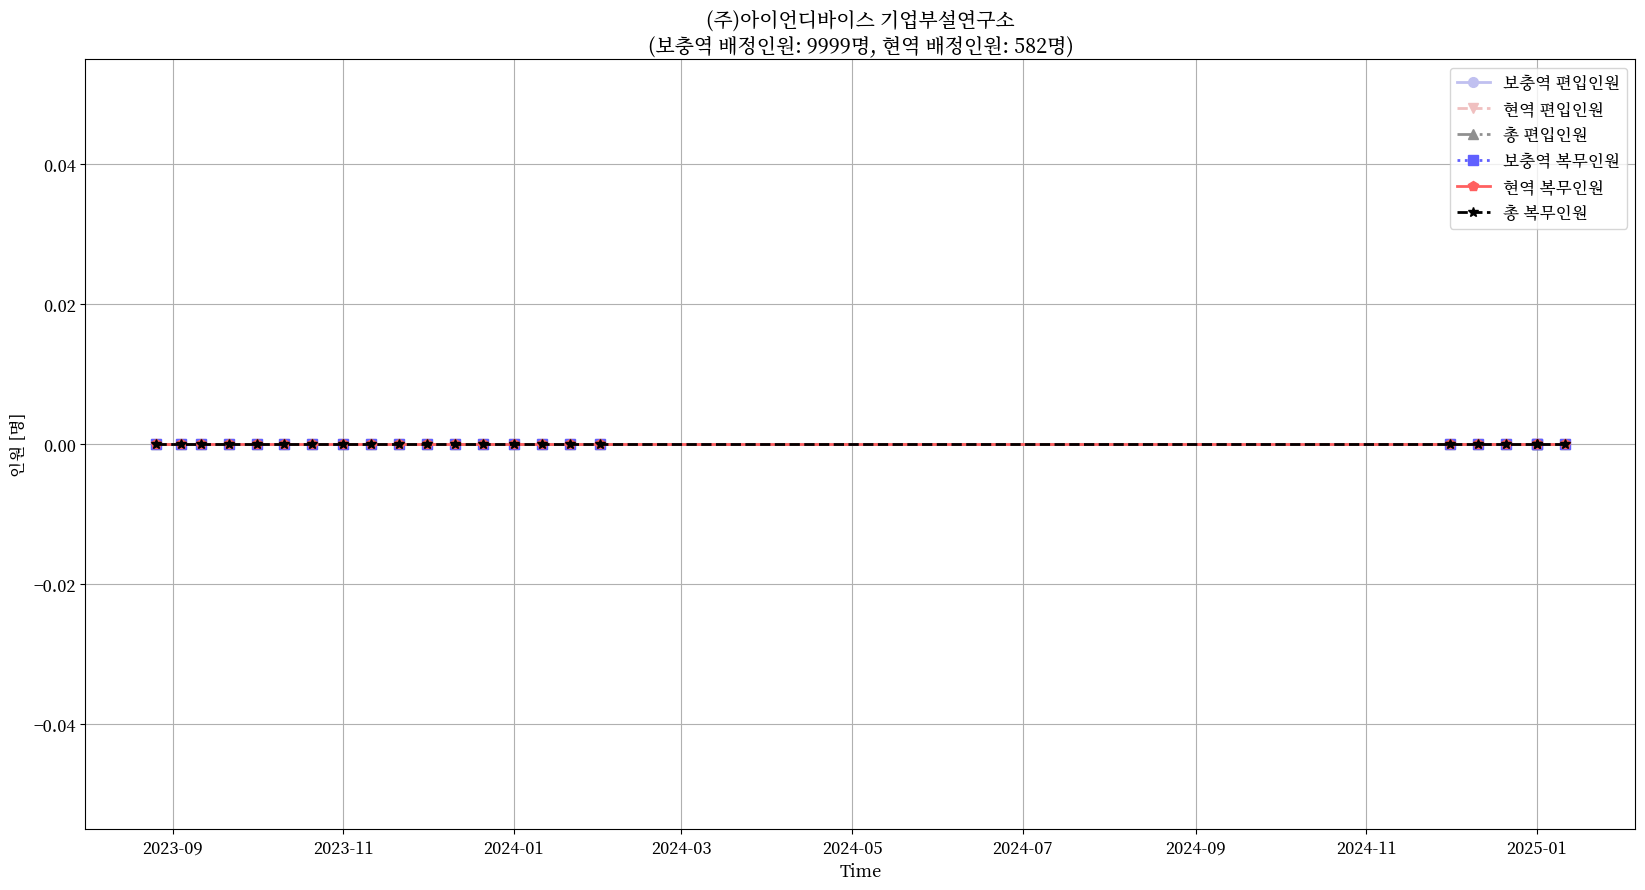 (주)아이언디바이스 기업부설연구소
(보충역 배정인원: 9999명, 현역 배정인원: 582명)
보충역 편입인원
현역 편입인원
총 편입인원
보충역 복무인원
현역 복무인원
총 복무인원
인원 [명]
0.04
0.02
0.00
−0.02
−0.04
2023-09
2023-11
2024-01
2024-03
2024-05
2024-07
2024-09
2024-11
2025-01
Time